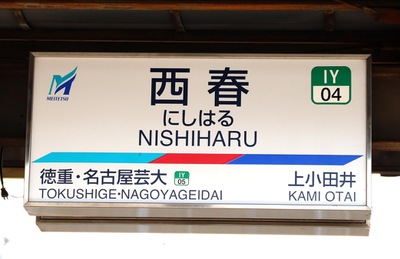 MEITETSU
西春
IY
04
にしはる
NISHIHARU
徳重・名古屋芸大
IY
05
上小田井
TOKUSHIGE・NAGOYAGEIDAI
KAMI OTAI